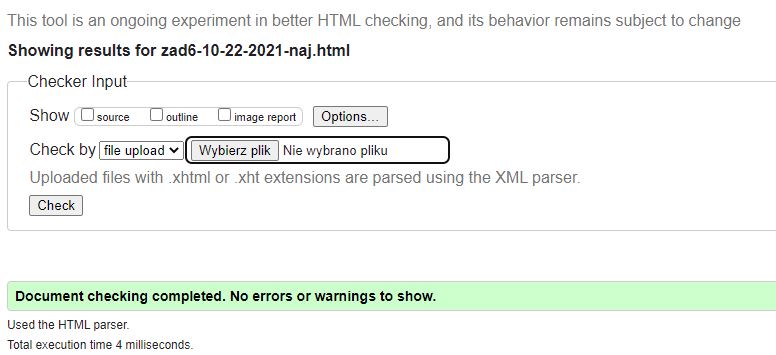 This tool is an ongoing experiment in better HTML checking, and its behavior remains subject to change
Showing results for zad6-10-22-2021-naj.html
Checker Input
Show source outline image report Options...
Check by file upload Wybierz plik Nie wybrano pliku
Uploaded files with .xhtml or .xht extensions are parsed using the XML parser.
Check
Document checking completed. No errors or warnings to show.
Used the HTML parser.
Total execution time 4 milliseconds.